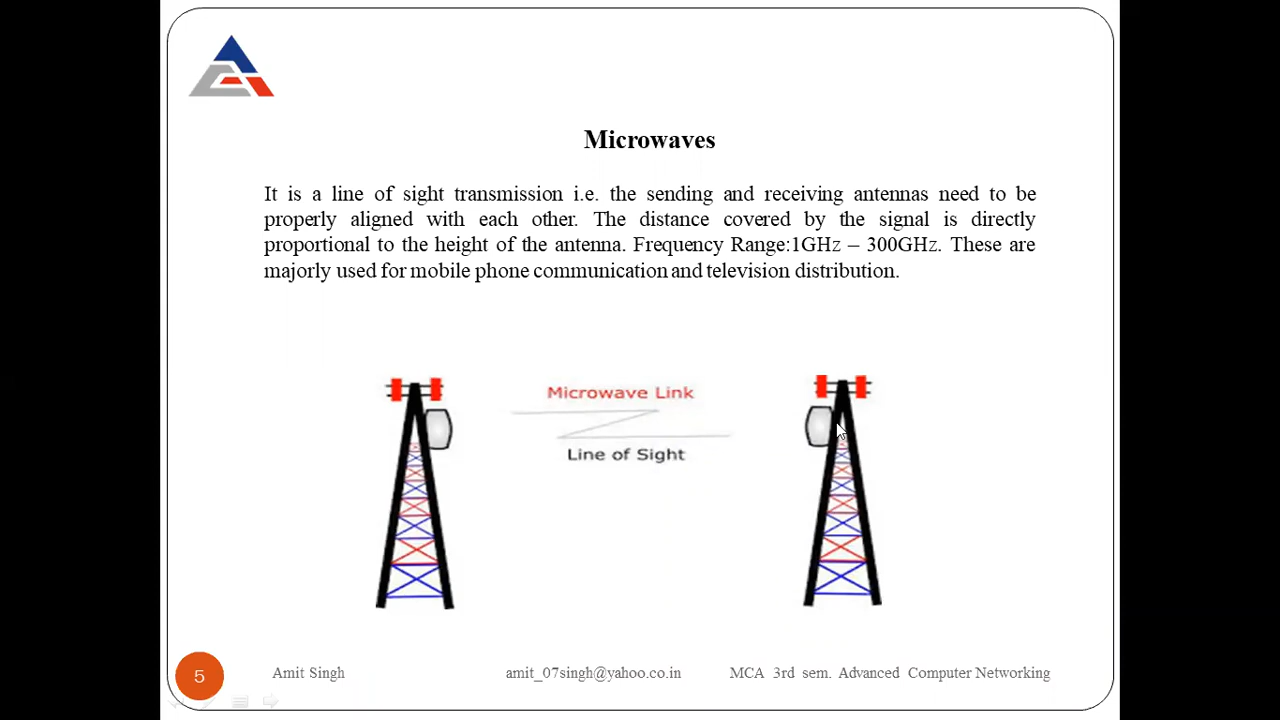 Microwaves
It is a line of sight transmission i.e. the sending and receiving antennas need to be
properly aligned with each other. The distance covered by the signal is directly
proportional to the height of the antenna. Frequency Range:1GHz – 300GHz. These are
majorly used for mobile phone communication and television distribution.
Microwave Link
Line of Sight
5 Amit Singh amit_07singh@yahoo.co.in MCA 3rd sem. Advanced Computer Networking